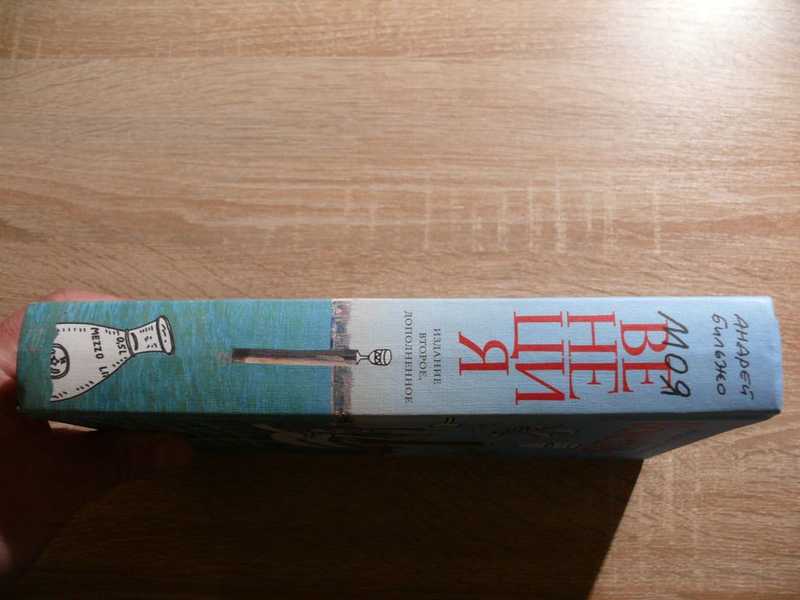 АНДРЕЙ
БИЛЬЖО
МОЯ
ВЕ
НЕ
ЦИ
Я
ИЗДАНИЕ
ВТОРОЕ,
ДОПОЛНЕННОЕ
0,5L
MEZZO LI